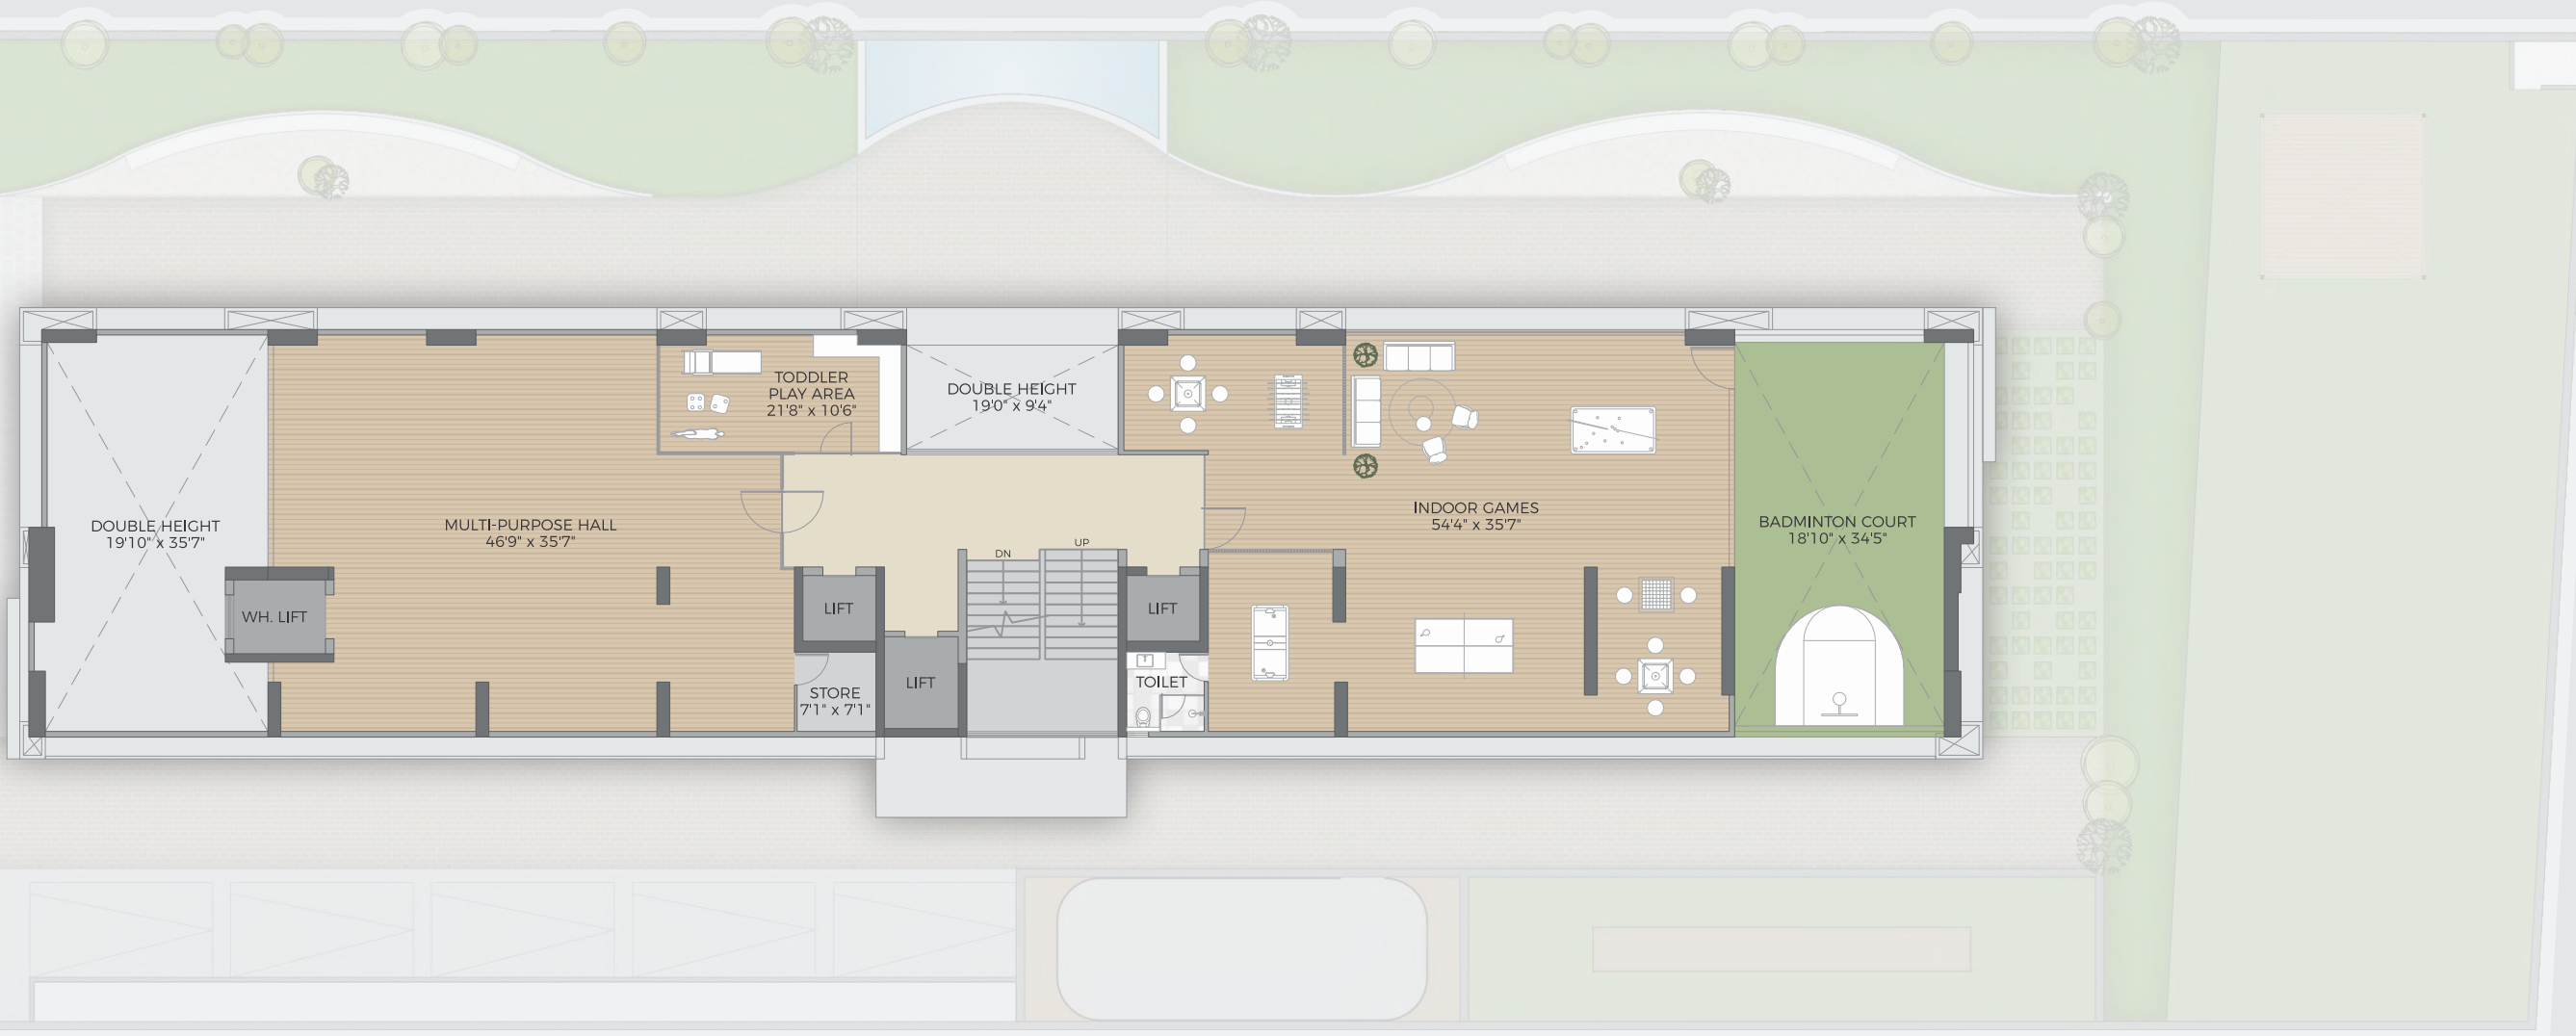 DOUBLE HEIGHT
19'10" x 35'7"
WH. LIFT
MULTI-PURPOSE HALL
46'9" x 35'7"
TODDLER
PLAY AREA
21'8" x 10'6"
DOUBLE HEIGHT
19'0" x 9'4"
DN
UP
LIFT
LIFT
STORE
7'1" x 7'1"
LIFT
TOILET
INDOOR GAMES
54'4" x 35'7"
BADMINTON COURT
18'10" x 34'5"